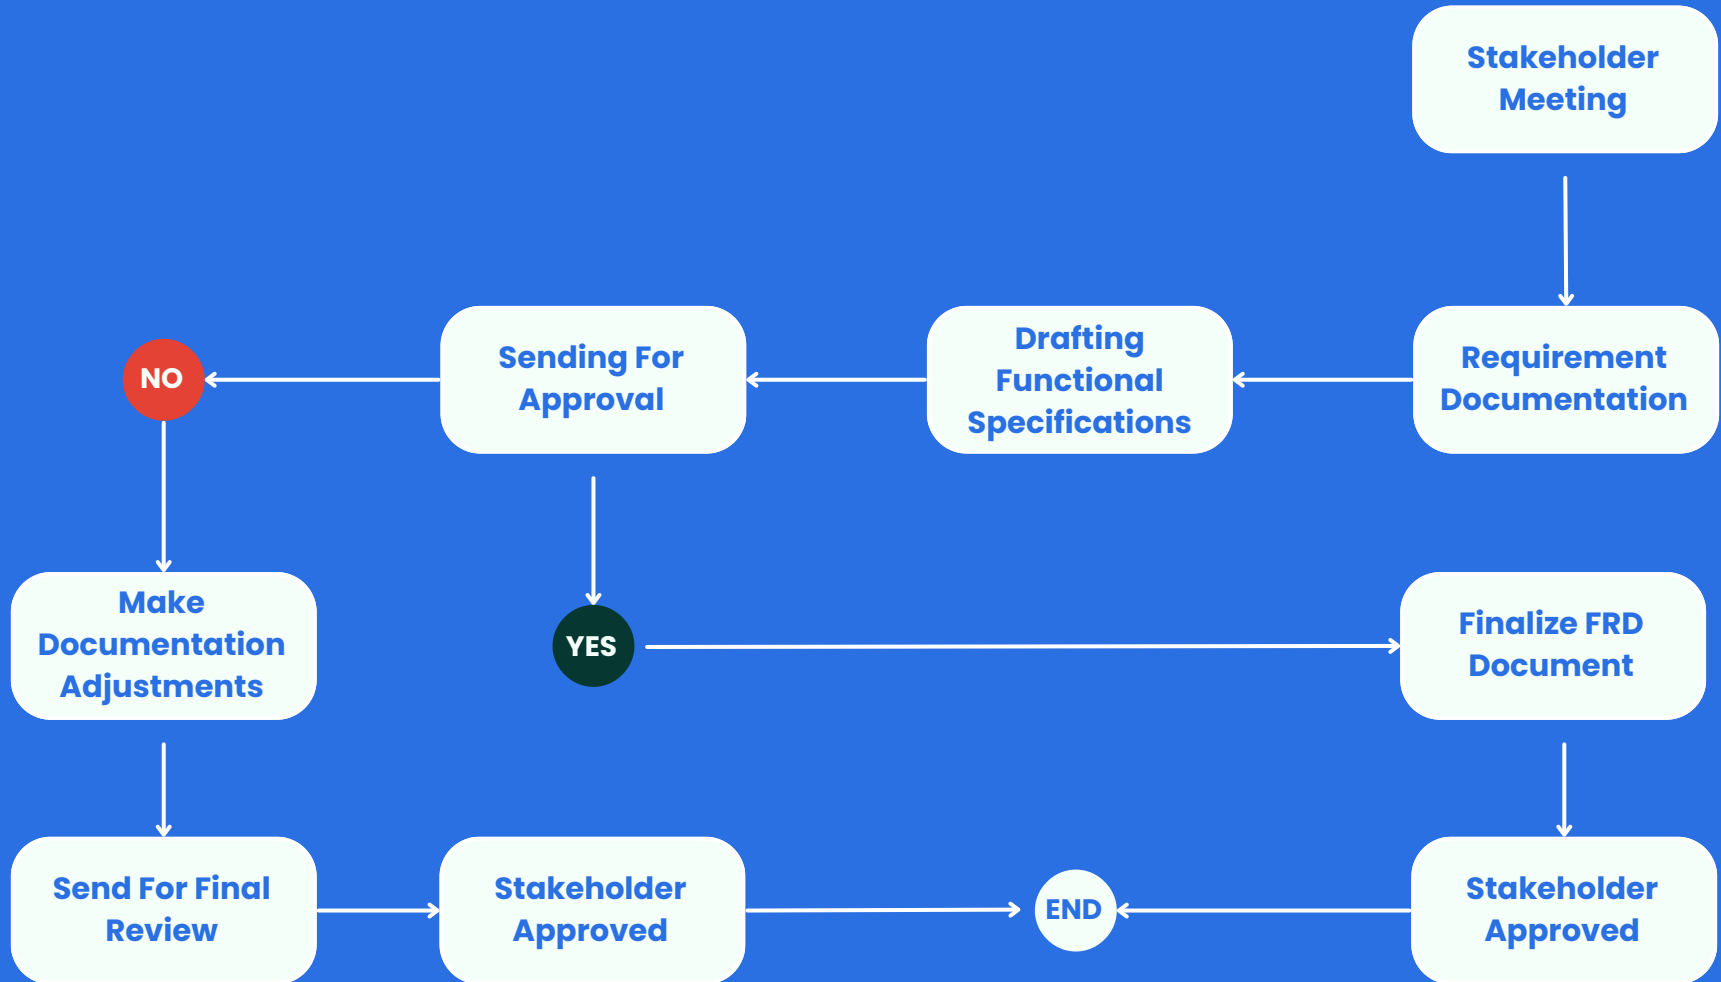 Stakeholder
Meeting
NO
Sending For
Approval
Drafting
Functional
Specifications
Requirement
Documentation
Make
Documentation
Adjustments
YES
Finalize FRD
Document
Send For Final
Review
Stakeholder
Approved
END
Stakeholder
Approved